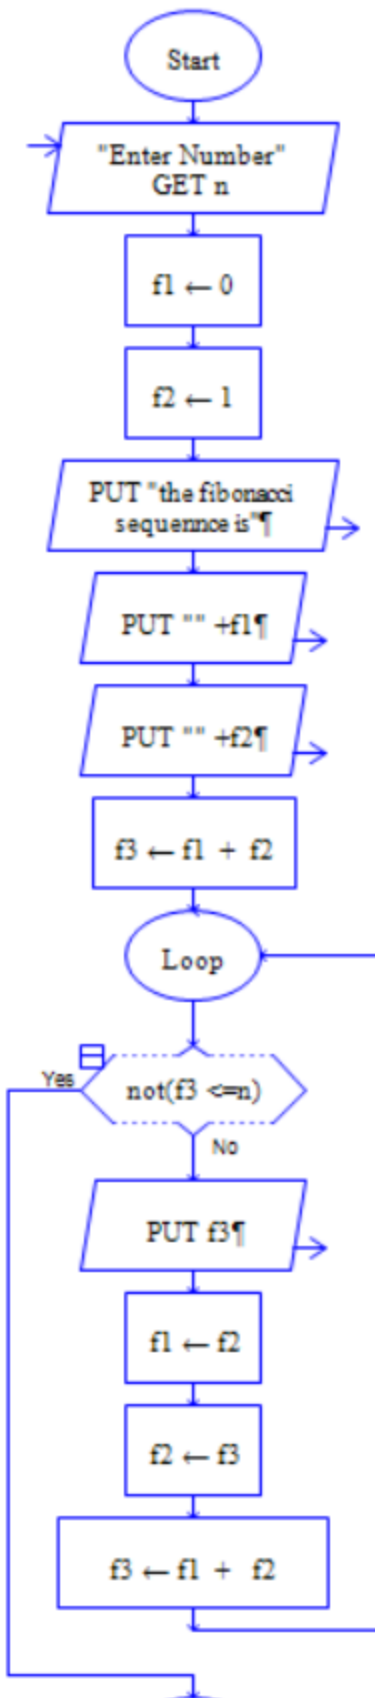 Start
"Enter Number"
GET n
f1 ← 0
f2 ← 1
PUT "the fibonacci
sequennce is"¶
PUT "" +f1¶
PUT "" +f2¶
f3 ← f1 + f2
Loop
Yes
not(f3 <=n)
No
PUT f3¶
f1 ← f2
f2 ← f3
f3 ← f1 + f2